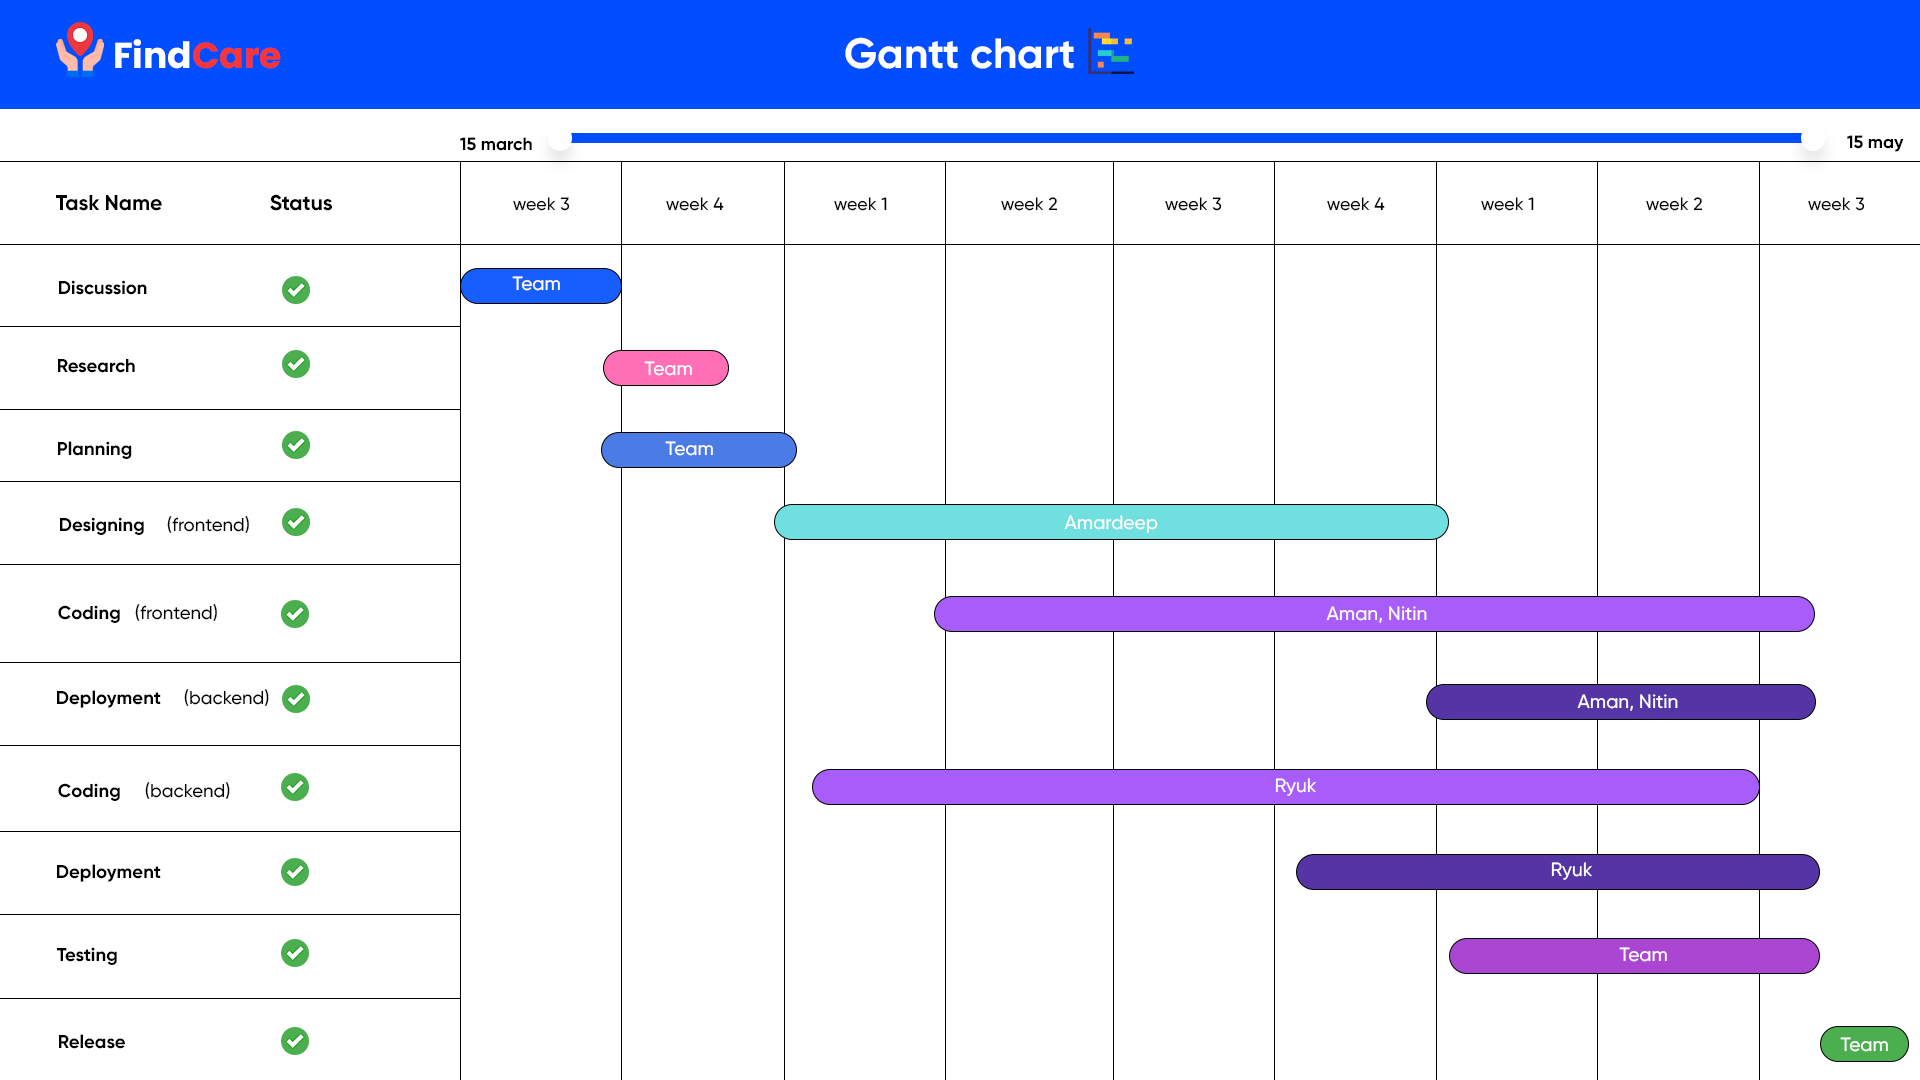 FindCare
Gantt chart
15 march
15 may
Task Name Status week 3 week 4 week 1 week 2 week 3 week 4 week 1 week 2 week 3
Discussion Team
Research Team
Planning Team
Designing (frontend) Amardeep
Coding (frontend) Aman, Nitin
Deployment (backend) Aman, Nitin
Coding (backend) Ryuk
Deployment Ryuk
Testing Team
Release Team